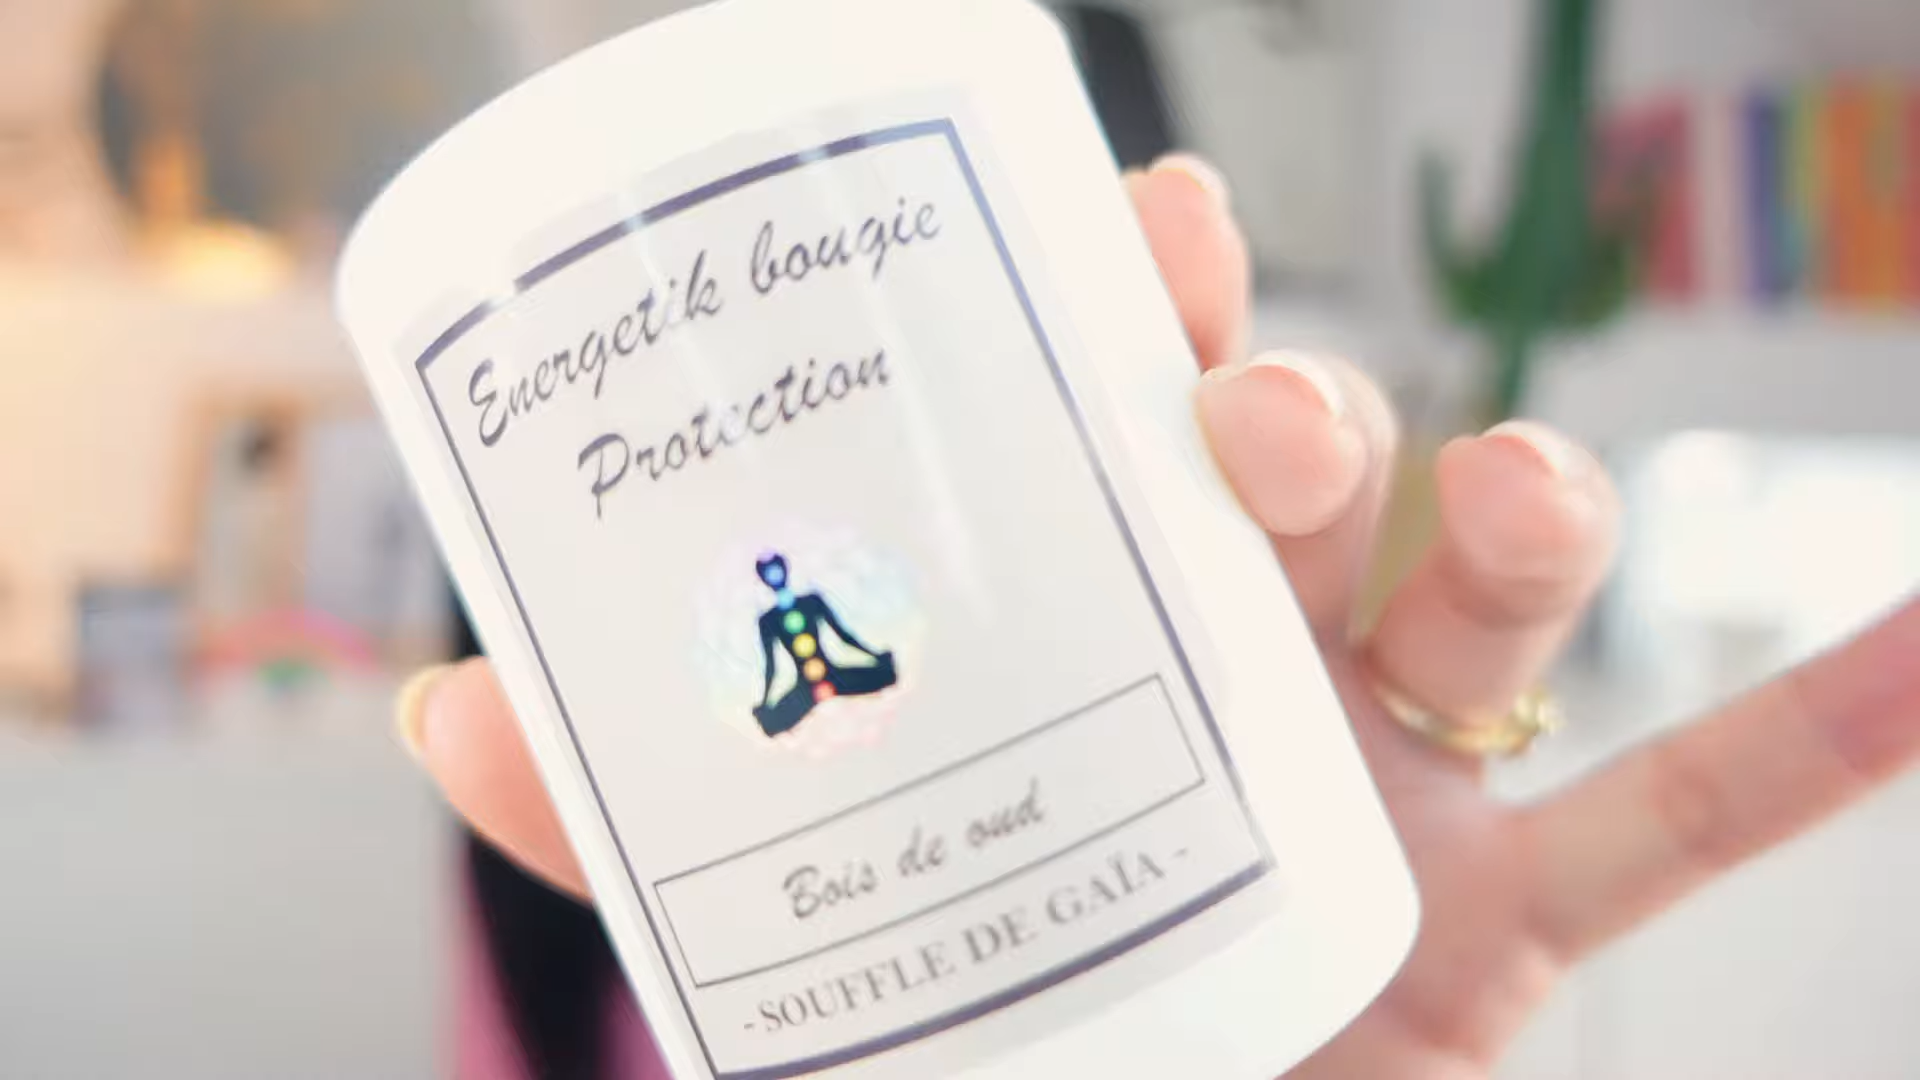 Energetik bougie
Protection
Bois de oud
-SOUFFLE DE GAÏA -